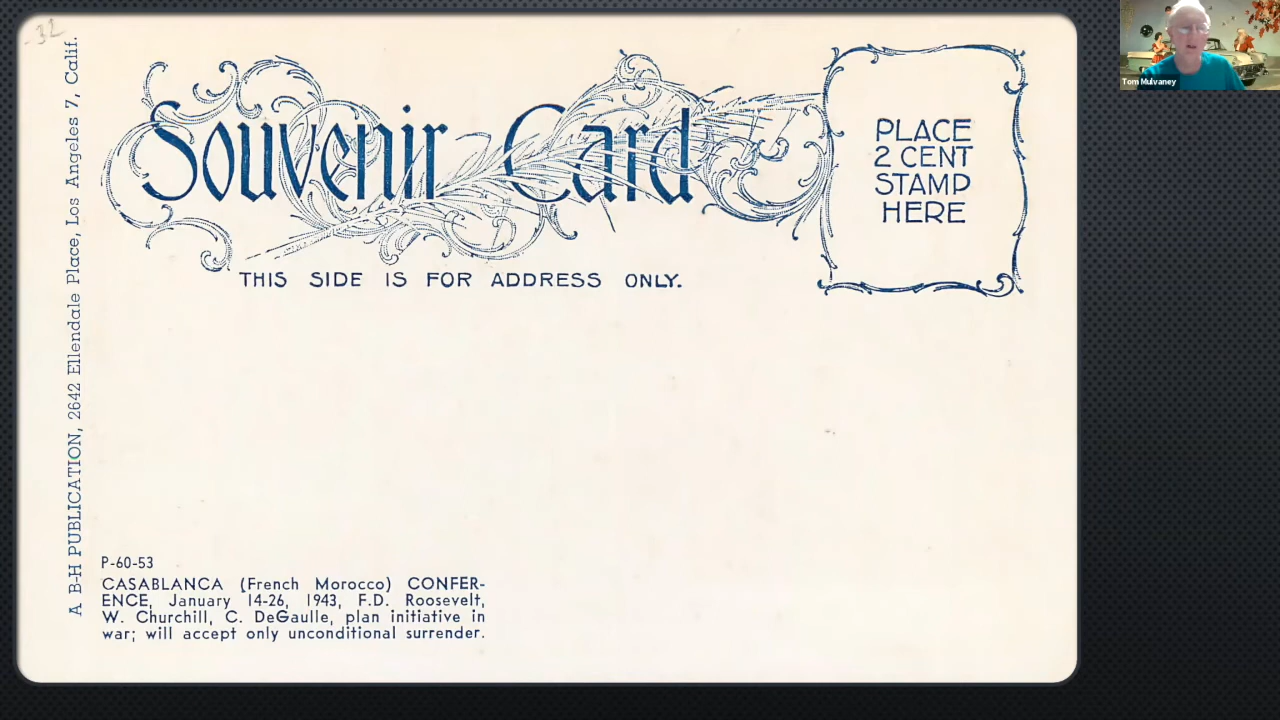 -32
A B-H PUBLICATION, 2642 Ellendale Place, Los Angeles 7, Calif.
Souvenir Card
PLACE
2 CENT
STAMP
HERE
THIS SIDE IS FOR ADDRESS ONLY.
P-60-53
CASABLANCA (French Morocco) CONFER-
ENCE, January 14-26, 1943, F.D. Roosevelt,
W. Churchill, C. DeGaulle, plan initiative in
war; will accept only unconditional surrender.
Tom Mulvaney